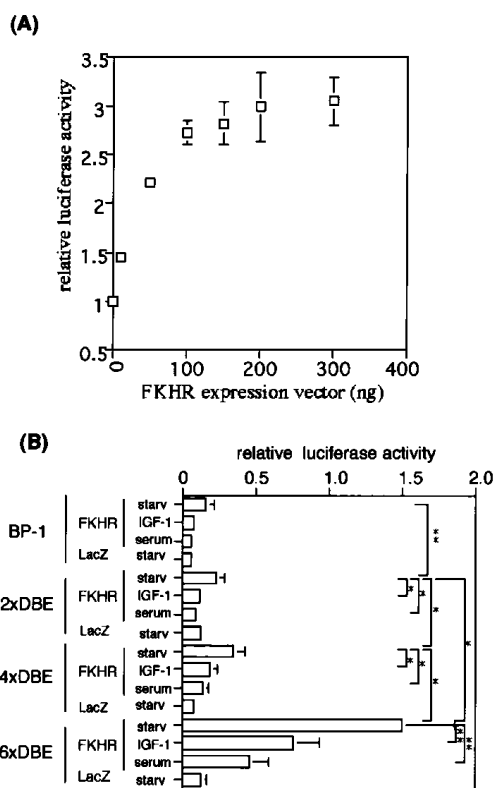 (A)
relative luciferase activity
3.5
3
2.5
2
1.5
1
0.5
0 100 200 300 400
FKHR expression vector (ng)
(B)
relative luciferase activity
0 0.5 1.0 1.5 2.0
BP-1 FKHR starv
IGF-1
serum
LacZ starv
2xDBE FKHR starv
IGF-1
serum
LacZ starv
4xDBE FKHR starv
IGF-1
serum
LacZ starv
6xDBE FKHR starv
IGF-1
serum
LacZ starv